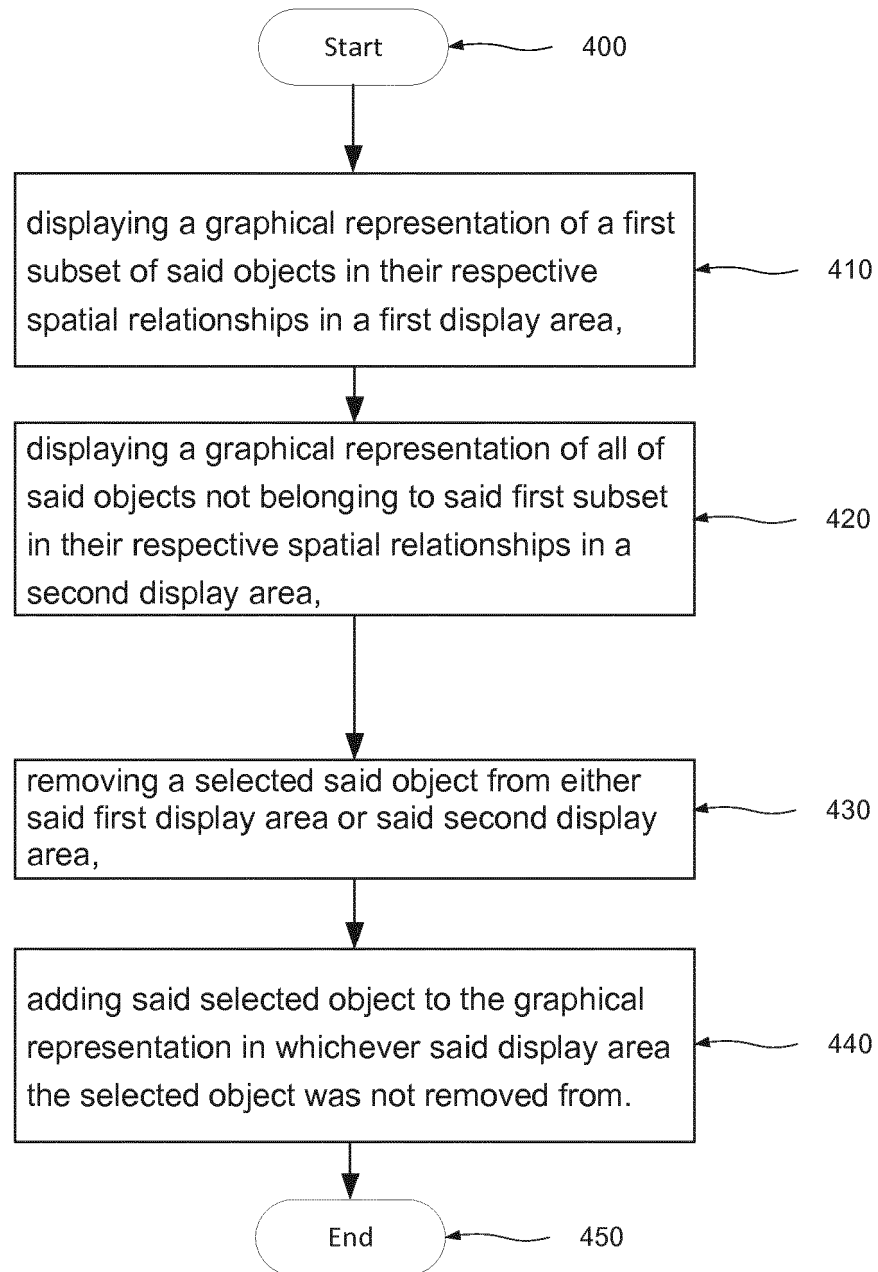 Start
400
displaying a graphical representation of a first
subset of said objects in their respective
spatial relationships in a first display area,
410
displaying a graphical representation of all of
said objects not belonging to said first subset
in their respective spatial relationships in a
second display area,
420
removing a selected said object from either
said first display area or said second display
area,
430
adding said selected object to the graphical
representation in whichever said display area
the selected object was not removed from.
440
End
450